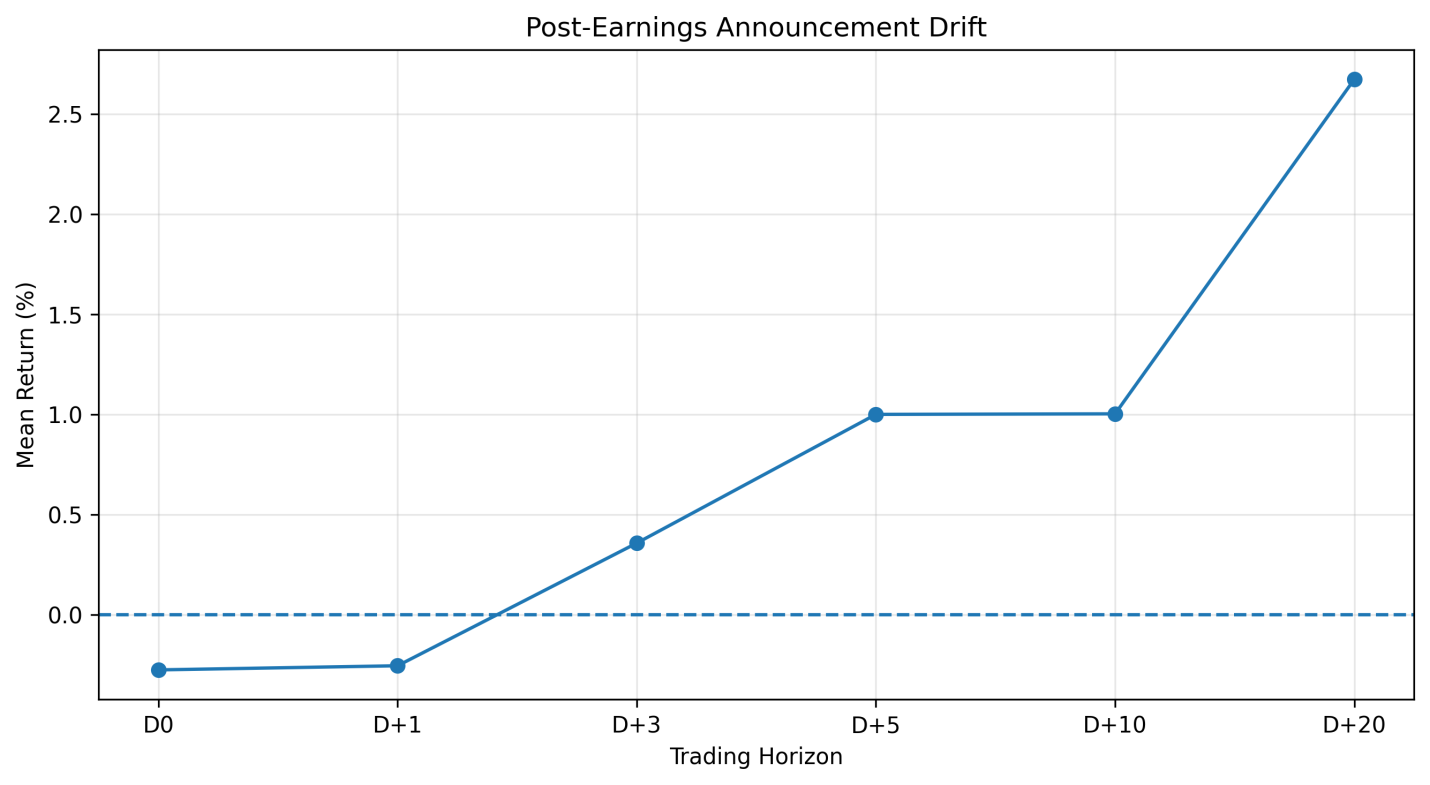 Post-Earnings Announcement Drift
Mean Return (%)
2.5
2.0
1.5
1.0
0.5
0.0
D0 D+1 D+3 D+5 D+10 D+20
Trading Horizon